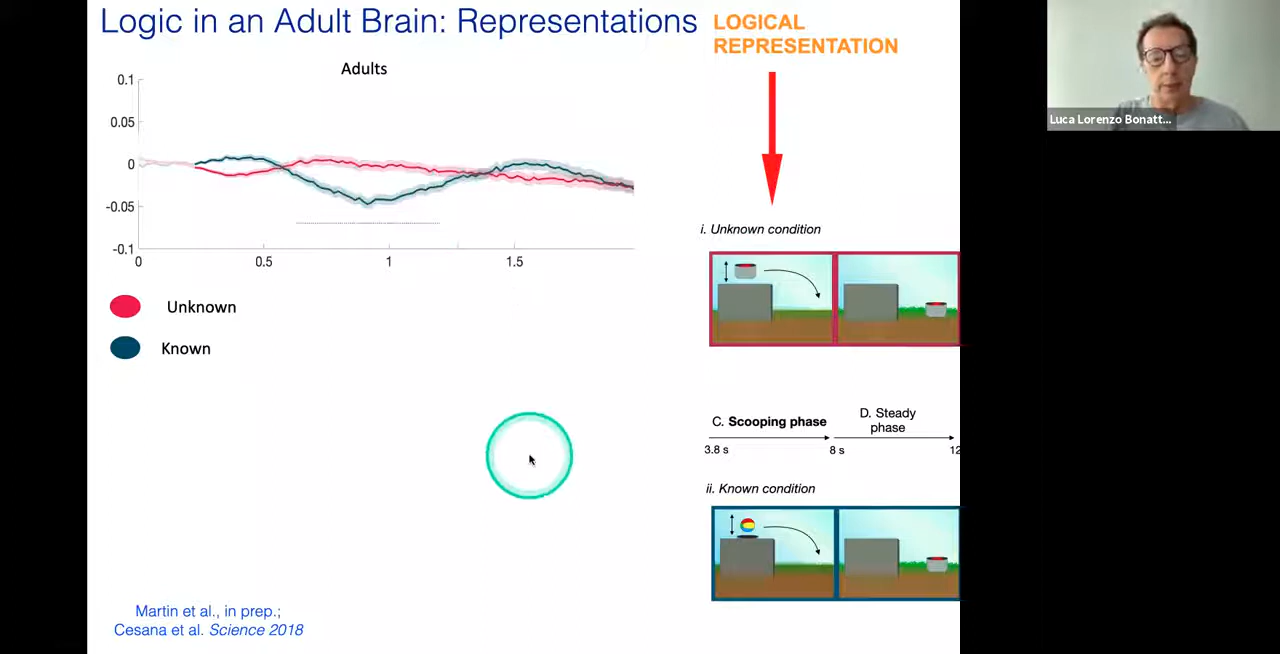 Logic in an Adult Brain: Representations
LOGICAL
REPRESENTATION
Adults
0.1
0.05
0
-0.05
-0.1
0
0.5
1
1.5
Unknown
Known
Luca Lorenzo Bonatt...
i. Unknown condition
C. Scooping phase
D. Steady
phase
3.8 s
8 s
12
ii. Known condition
Martin et al., in prep.;
Cesana et al. Science 2018